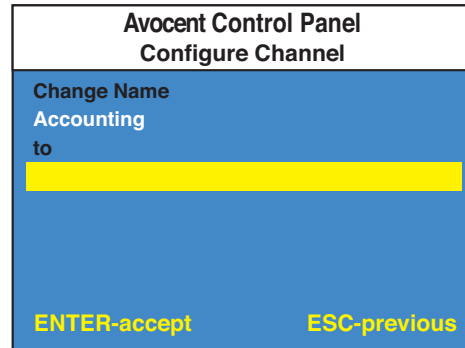 Avocent Control Panel
Configure Channel
Change Name
Accounting
to
ENTER-accept ESC-previous